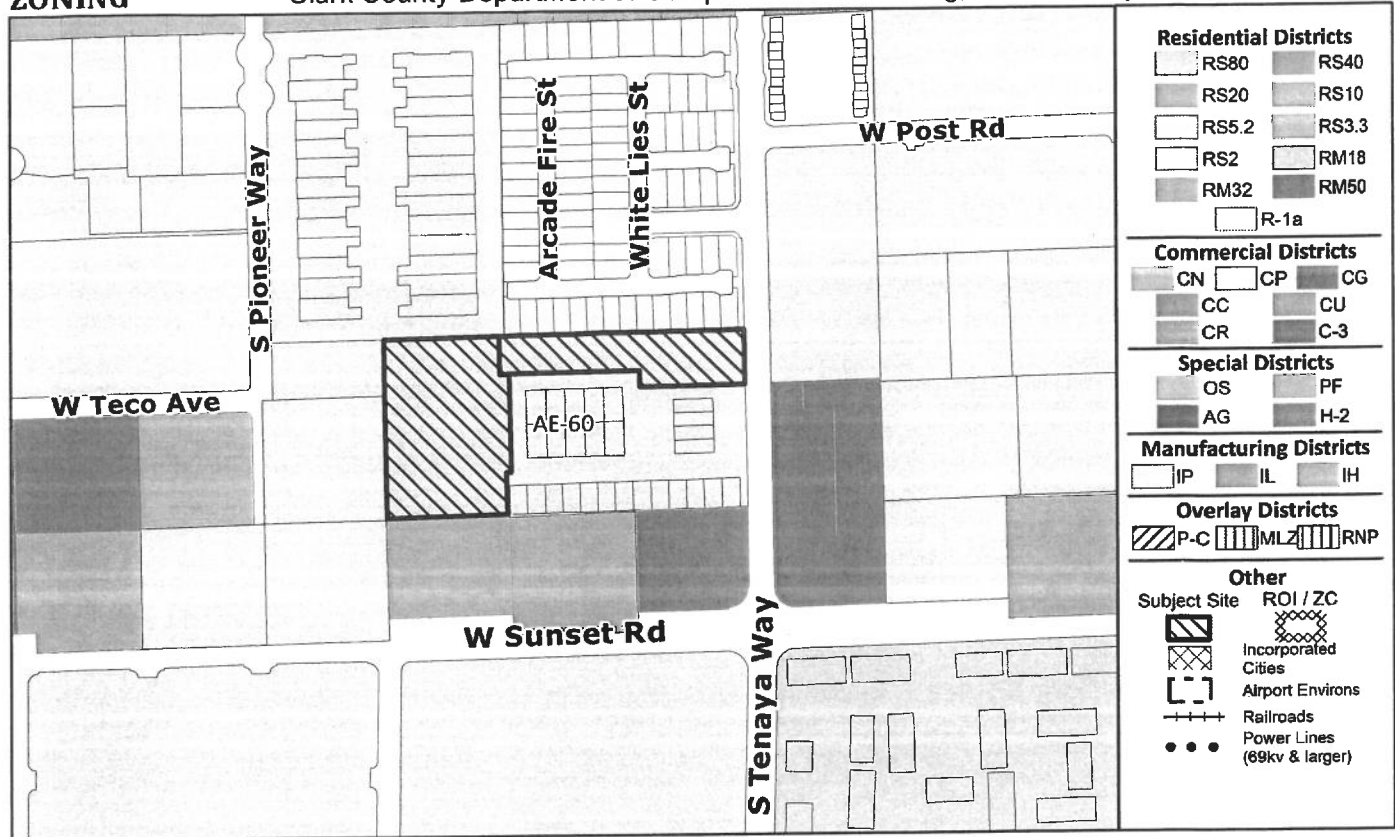 ZONING
Clark County Department of
S Pioneer Way
Arcade Fire St
White Lies St
W Post Rd
W Teco Ave
AE-60
W Sunset Rd
S Tenaya Way
Residential Districts
RS80 RS40
RS20 RS10
RS5.2 RS3.3
RS2 RM18
RM32 RM50
R-1a
Commercial Districts
CN CP CG
CC CU
CR C-3
Special Districts
OS PF
AG H-2
Manufacturing Districts
IP IL IH
Overlay Districts
P-C MLZ RNP
Other
Subject Site ROI / ZC
Incorporated
Cities
Airport Environs
Railroads
Power Lines
(69kv & larger)